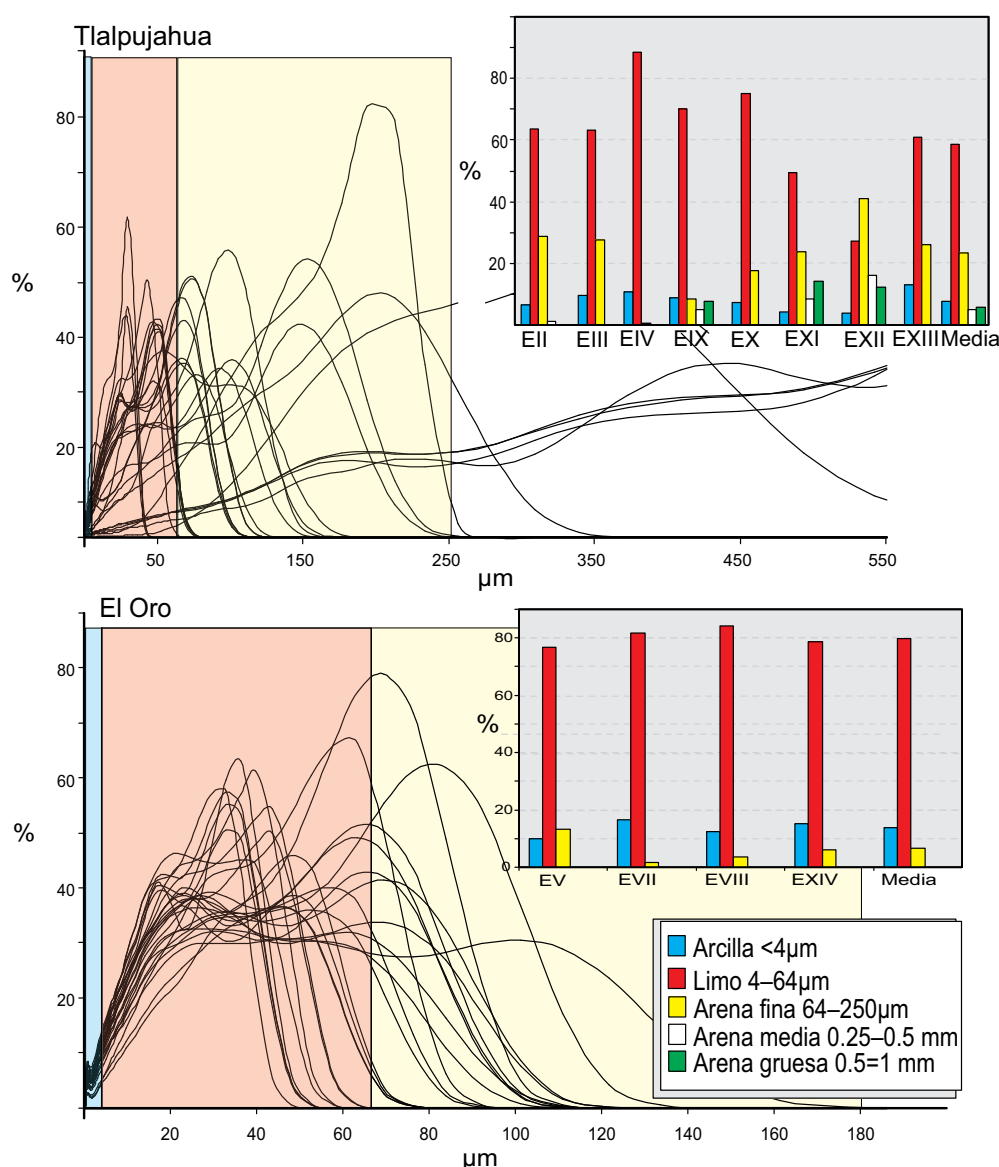 Tlalpujahua
80
60
%
40
20
50
150
250
350
450
550
µm
80
60
%
40
20
EII
EIII
EIV
EIX
EX
EXI
EXII
EXIII
Media
El Oro
80
60
%
40
20
20
40
60
80
100
120
140
160
180
µm
80
60
%
40
20
0
EV
EVII
EVIII
EXIV
Media
Arcilla <4µm
Limo 4–64µm
Arena fina 64–250µm
Arena media 0.25–0.5 mm
Arena gruesa 0.5=1 mm